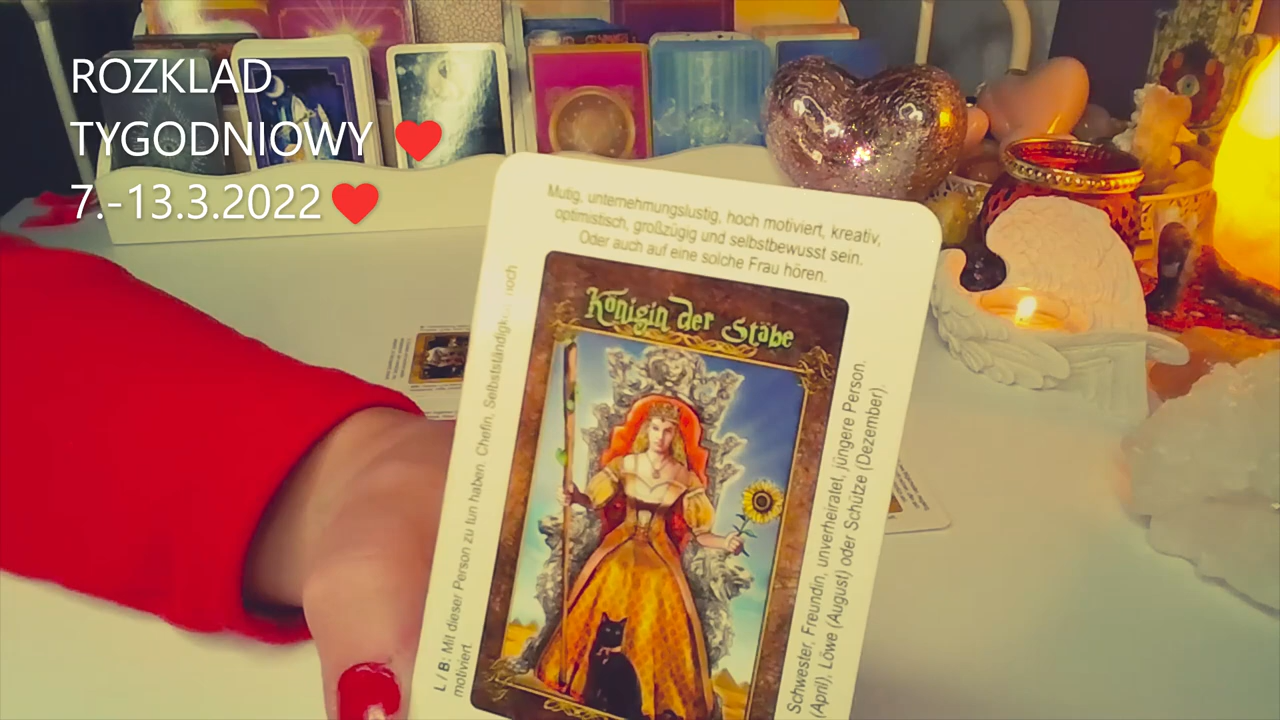 ROZKLAD
TYGODNIOWY ❤
7.-13.3.2022 ❤
Mutig, unternehmungslustig, hoch motiviert, kreativ,
optimistisch, großzügig und selbstbewusst sein.
Oder auch auf eine solche Frau hören.
Königin der Stäbe
L / B: Mit dieser Person zu tun haben. Chefin, Selbstständigkeit, hoch
motiviert.
Schwester, Freundin, unverheiratet, jüngere Person.
(April), Löwe (August) oder Schütze (Dezember).